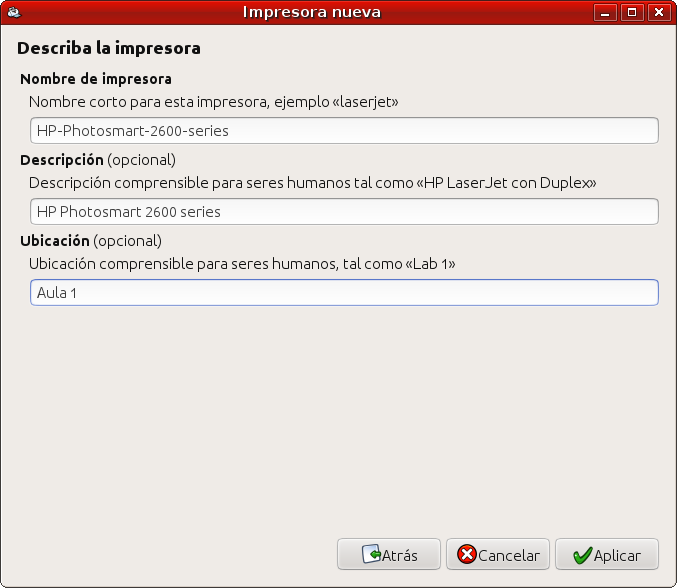 Impresora nueva
Describa la impresora
Nombre de impresora
Nombre corto para esta impresora, ejemplo «laserjet»
HP-Photosmart-2600-series
Descripción (opcional)
Descripción comprensible para seres humanos tal como «HP LaserJet con Duplex»
HP Photosmart 2600 series
Ubicación (opcional)
Ubicación comprensible para seres humanos, tal como «Lab 1»
Aula 1
Atrás Cancelar Aplicar